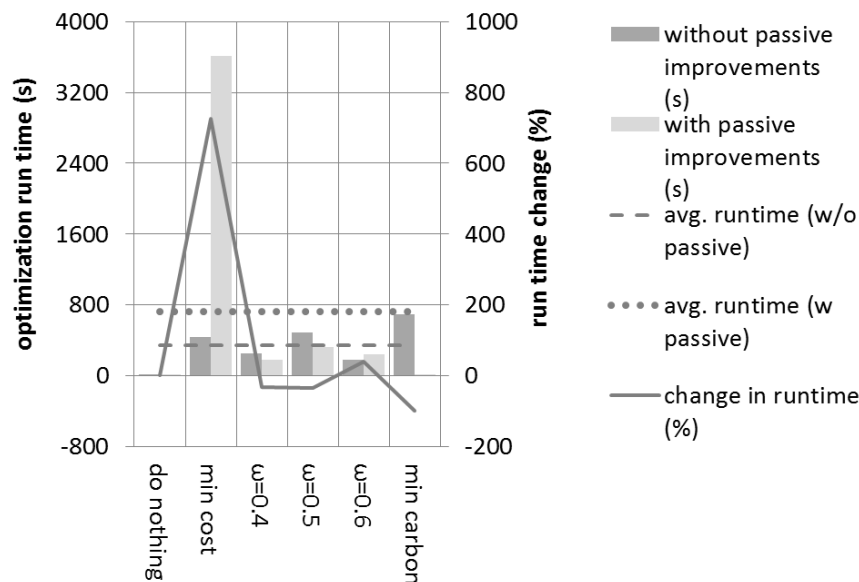 optimization run time (s)
4000
3200
2400
1600
800
0
-800
1000
800
600
400
200
0
-200
run time change (%)
do nothing
min cost
ω=0.4
ω=0.5
ω=0.6
min carbon
without passive
improvements
(s)
with passive
improvements
(s)
avg. runtime (w/o
passive)
avg. runtime (w
passive)
change in runtime
(%)